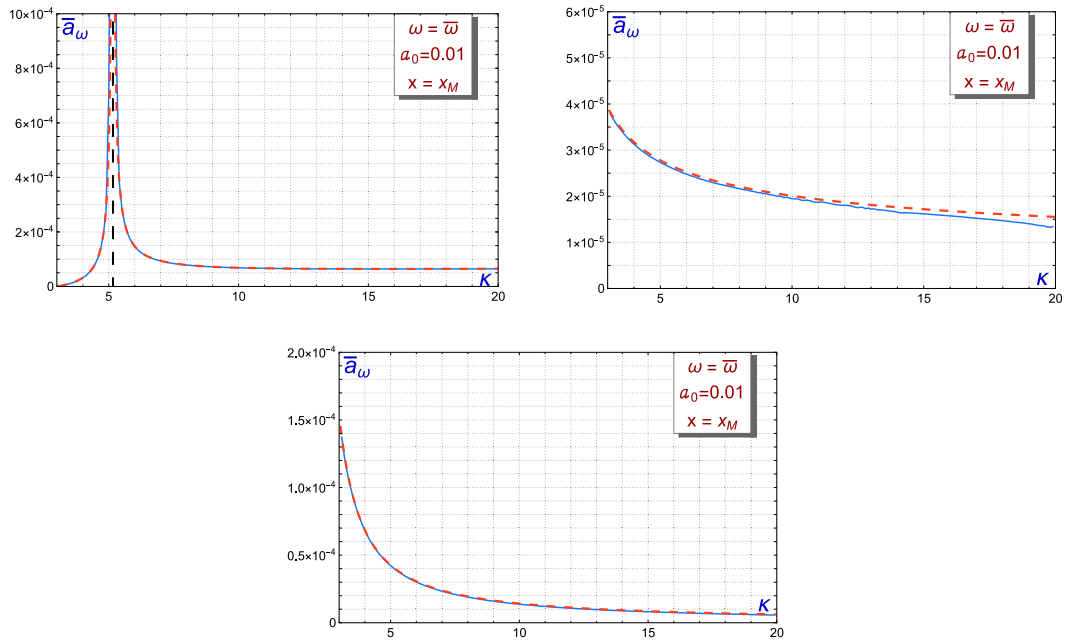 10×10⁻⁴
a̅_ω
8×10⁻⁴
6×10⁻⁴
4×10⁻⁴
2×10⁻⁴
0
5
10
15
20
κ
ω = ω̅
a₀=0.01
x = x_M
6×10⁻⁵
a̅_ω
5×10⁻⁵
4×10⁻⁵
3×10⁻⁵
2×10⁻⁵
1×10⁻⁵
0
5
10
15
20
κ
ω = ω̅
a₀=0.01
x = x_M
2.0×10⁻⁴
a̅_ω
1.5×10⁻⁴
1.0×10⁻⁴
0,5×10⁻⁴
0
5
10
15
20
κ
ω = ω̅
a₀=0.01
x = x_M